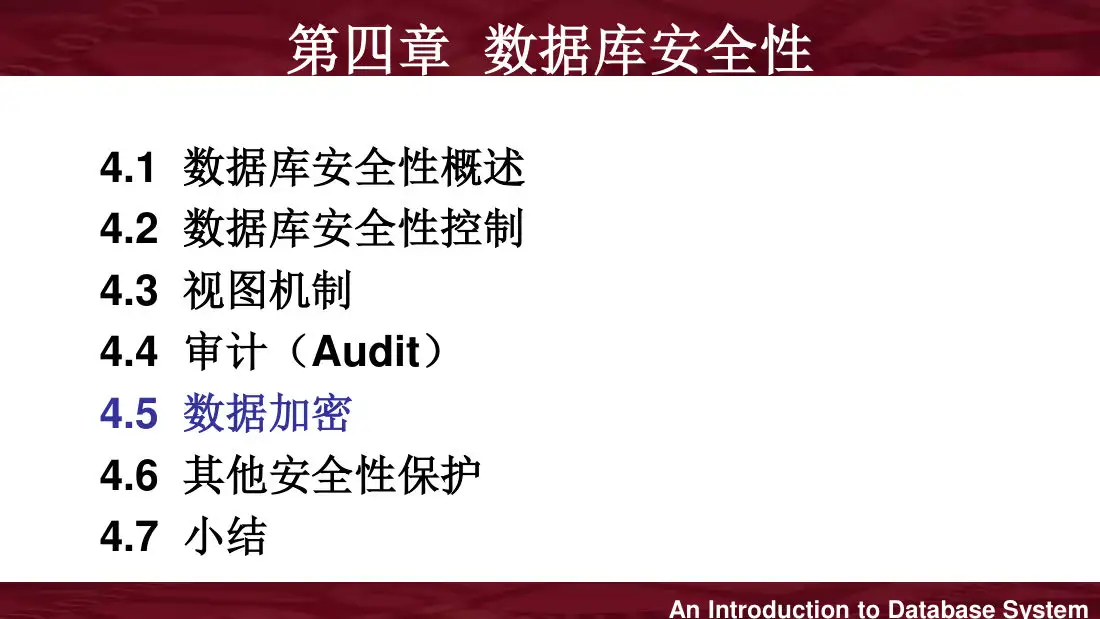 第四章 数据库安全性
4.1 数据库安全性概述
4.2 数据库安全性控制
4.3 视图机制
4.4 审计（Audit）
4.5 数据加密
4.6 其他安全性保护
4.7 小结
An Introduction to Database System